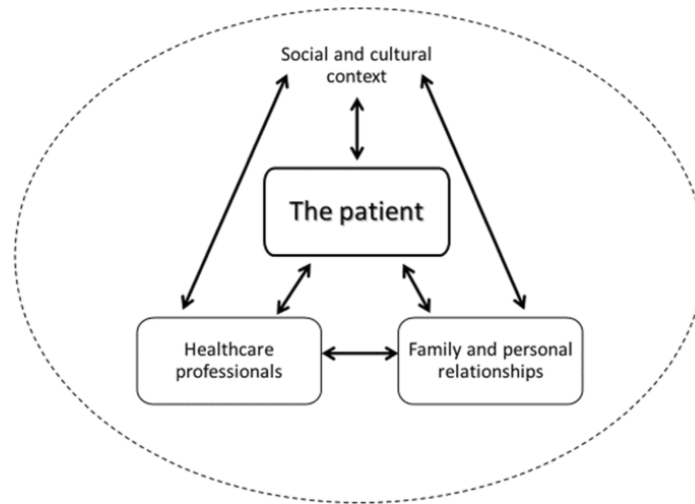 Social and cultural
context
The patient
Healthcare
professionals
Family and personal
relationships